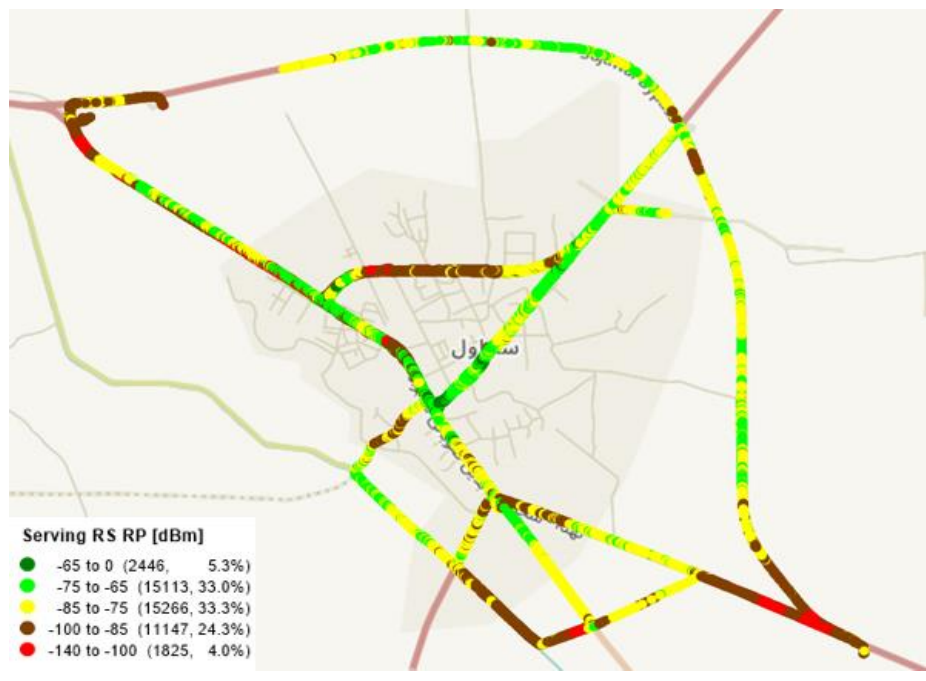 Serving RS RP [dBm]
-65 to 0 (2446, 5.3%)
-75 to -65 (15113, 33.0%)
-85 to -75 (15266, 33.3%)
-100 to -85 (11147, 24.3%)
-140 to -100 (1825, 4.0%)